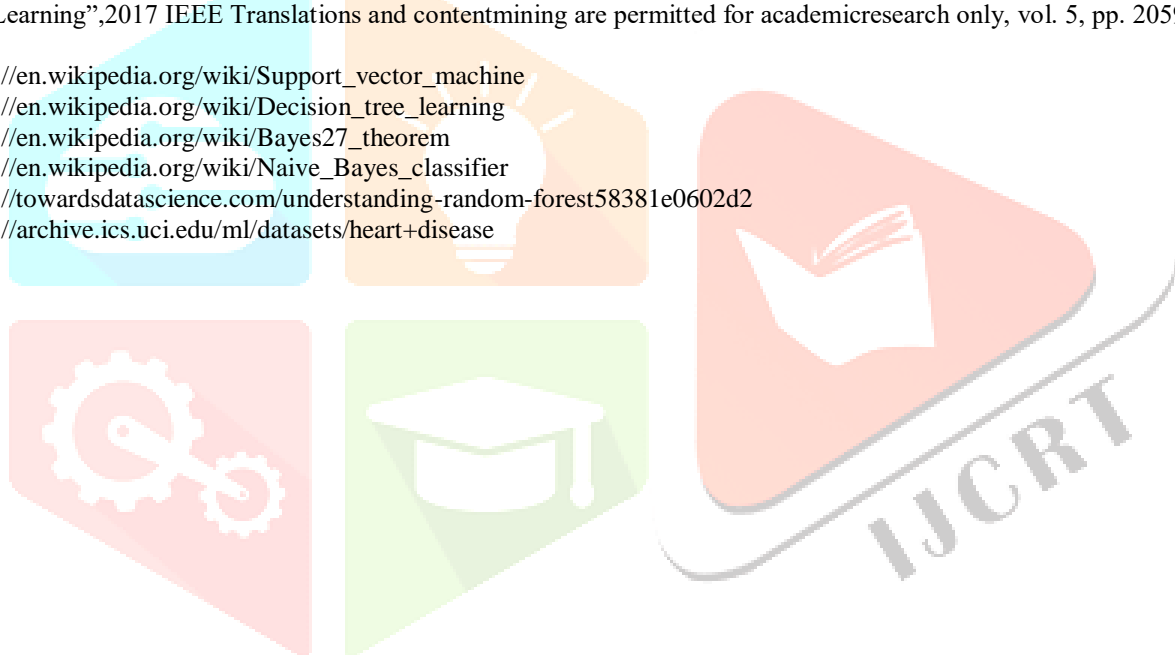 Learning”,2017 IEEE Translations and contentmining are permitted for academicresearch only, vol. 5, pp. 205
//en.wikipedia.org/wiki/Support_vector_machine
//en.wikipedia.org/wiki/Decision_tree_learning
//en.wikipedia.org/wiki/Bayes27_theorem
//en.wikipedia.org/wiki/Naive_Bayes_classifier
//towardsdatascience.com/understanding-random-forest58381e0602d2
//archive.ics.uci.edu/ml/datasets/heart+disease
IJCRT